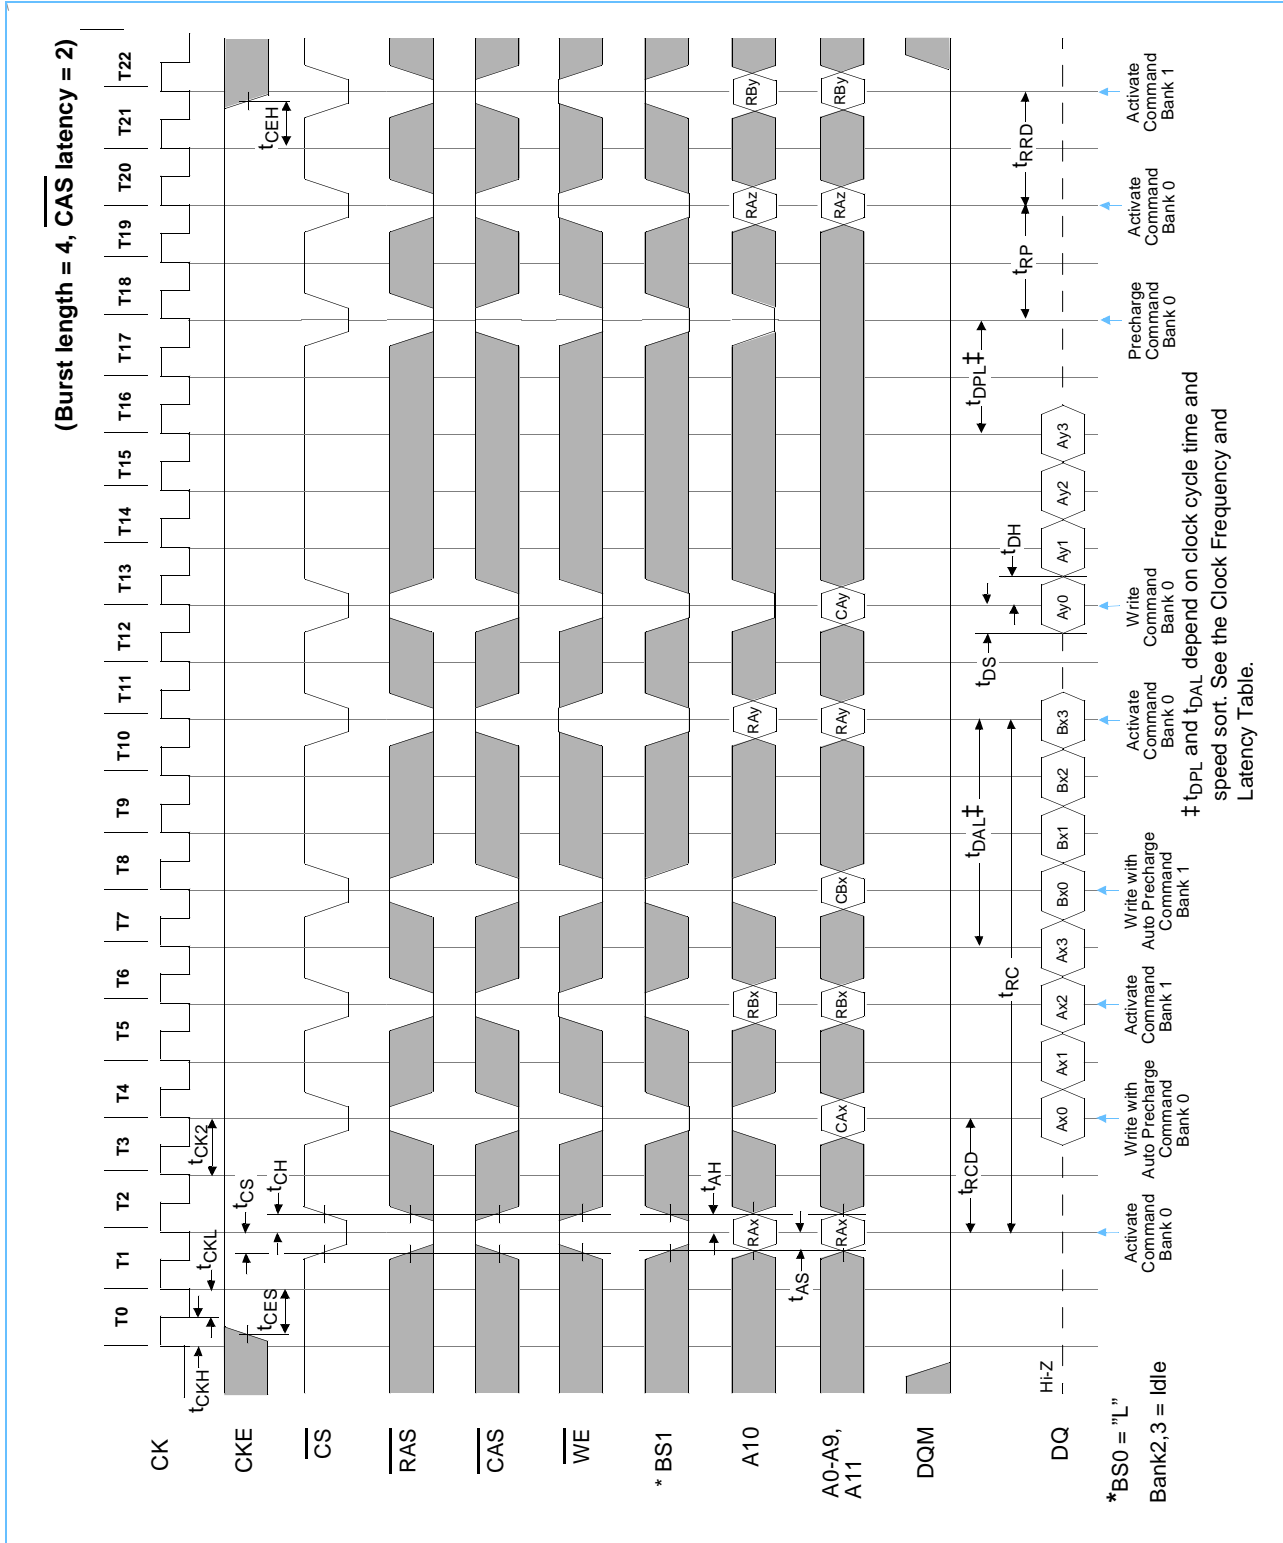 (Burst length = 4, CAS latency = 2)
T0 T1 T2 T3 T4 T5 T6 T7 T8 T9 T10 T11 T12 T13 T14 T15 T16 T17 T18 T19 T20 T21 T22
CK
tCKH tCKL tCK2
CKE
tCES tCS tCH tCEH
CS
RAS
CAS
WE
* BS1
tAH
A10
RAx RBx RAy RAz RBy
tAS
A0-A9,
A11
RAx CAx RBx CBx RAy CAy RAz RBy
DQM
tRCD tDAL‡ tDS tDPL‡
tRC tDH tRP tRRD
DQ
Hi-Z
Ax0 Ax1 Ax2 Ax3 Bx0 Bx1 Bx2 Bx3 Ay0 Ay1 Ay2 Ay3
Activate
Command
Bank 0
Write with
Auto Precharge
Command
Bank 0
Activate
Command
Bank 1
Write with
Auto Precharge
Command
Bank 1
Activate
Command
Bank 0
Write
Command
Bank 0
Precharge
Command
Bank 0
Activate
Command
Bank 0
Activate
Command
Bank 1
*BS0 = ”L”
Bank2,3 = Idle
‡ tDPL and tDAL depend on clock cycle time and
speed sort. See the Clock Frequency and
Latency Table.